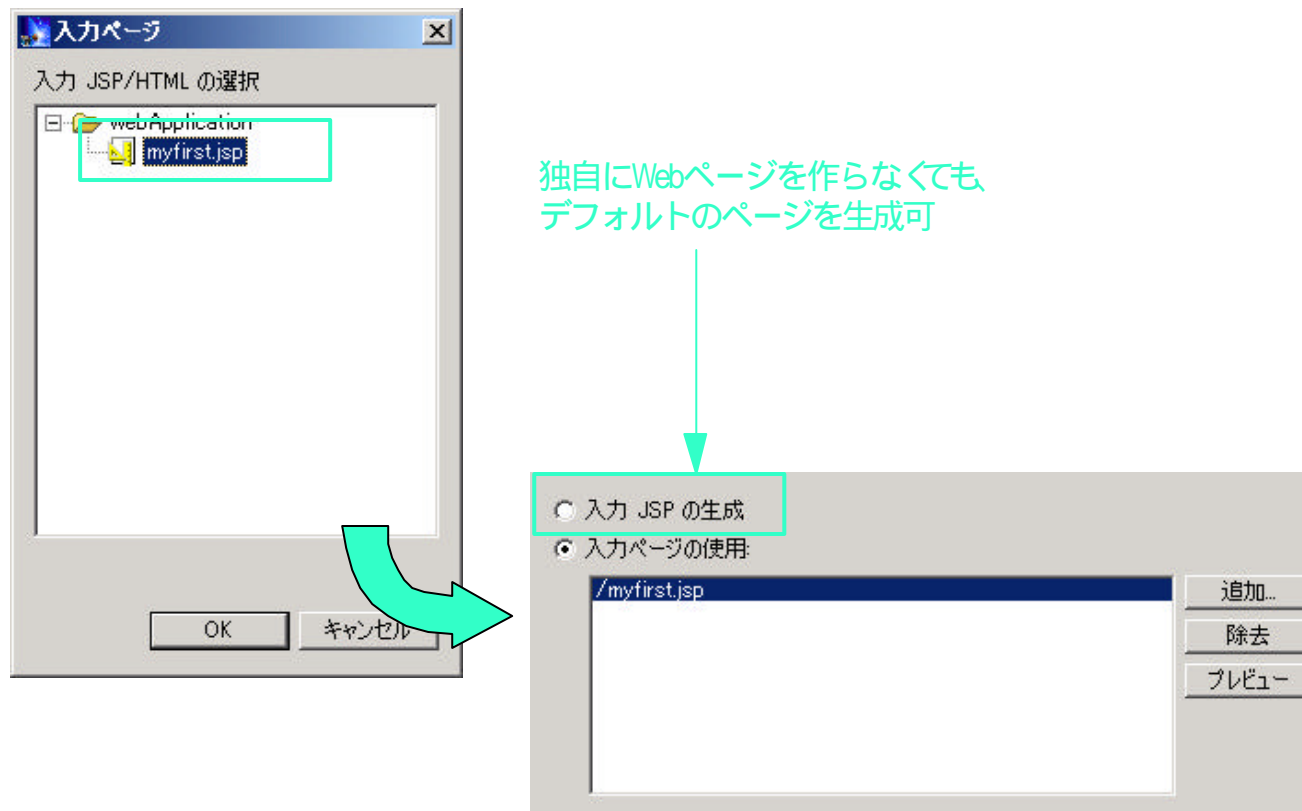 入力ページ
入力 JSP/HTML の選択
webApplication
myfirst.jsp
OK
キャンセル
独自にWebページを作らなくても、
デフォルトのページを生成可
入力 JSP の生成
入力ページの使用:
/myfirst.jsp
追加...
除去
プレビュー